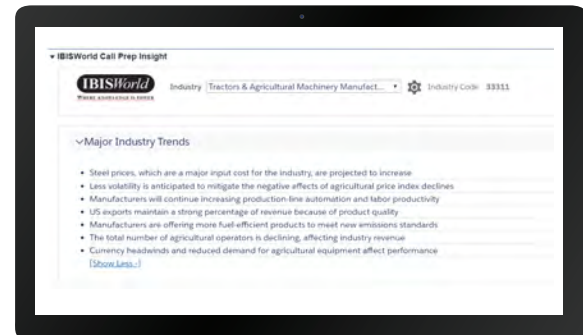 IBISWorld Call Prep Insight
IBISWorld
WHERE KNOWLEDGE IS POWER
Industry Tractors & Agricultural Machinery Manufact... Industry Code 33311
Major Industry Trends
• Steel prices, which are a major input cost for the industry, are projected to increase
• Less volatility is anticipated to mitigate the negative effects of agricultural price index declines
• Manufacturers will continue increasing production-line automation and labor productivity
• US exports maintain a strong percentage of revenue because of product quality
• Manufacturers are offering more fuel-efficient products to meet new emissions standards
• The total number of agricultural operators is declining, affecting industry revenue
• Currency headwinds and reduced demand for agricultural equipment affect performance
[Show Less -]